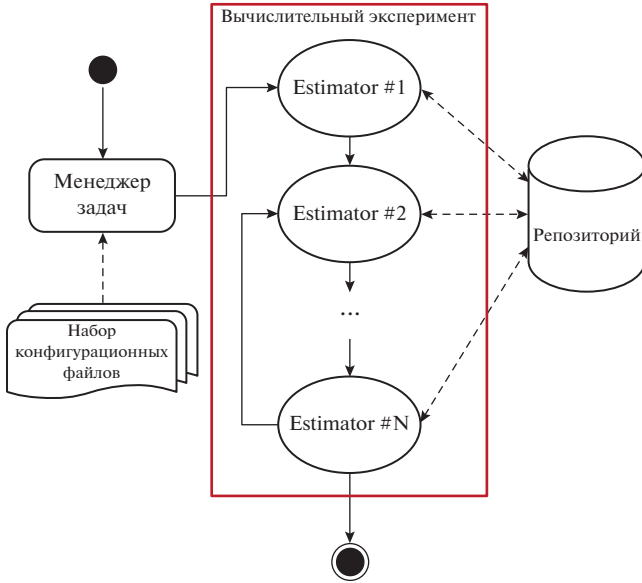 Вычислительный эксперимент
Estimator #1
Менеджер
задач
Estimator #2
Репозиторий
...
Набор
конфигурационных
файлов
Estimator #N